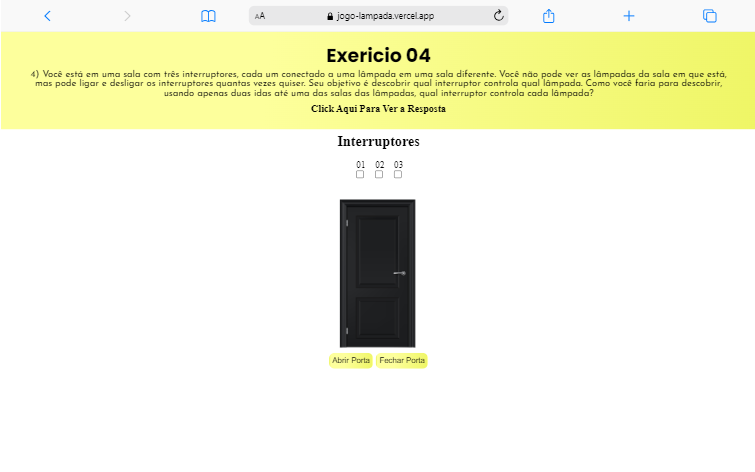 AA jogo-lampada.vercel.app
Exericio 04
4) Você está em uma sala com três interruptores, cada um conectado a uma lâmpada em uma sala diferente. Você não pode ver as lâmpadas da sala em que está,
mas pode ligar e desligar os interruptores quantas vezes quiser. Seu objetivo é descobrir qual interruptor controla qual lâmpada. Como você faria para descobrir,
usando apenas duas idas até uma das salas das lâmpadas, qual interruptor controla cada lâmpada?
Click Aqui Para Ver a Resposta
Interruptores
01 02 03
Abrir Porta Fechar Porta